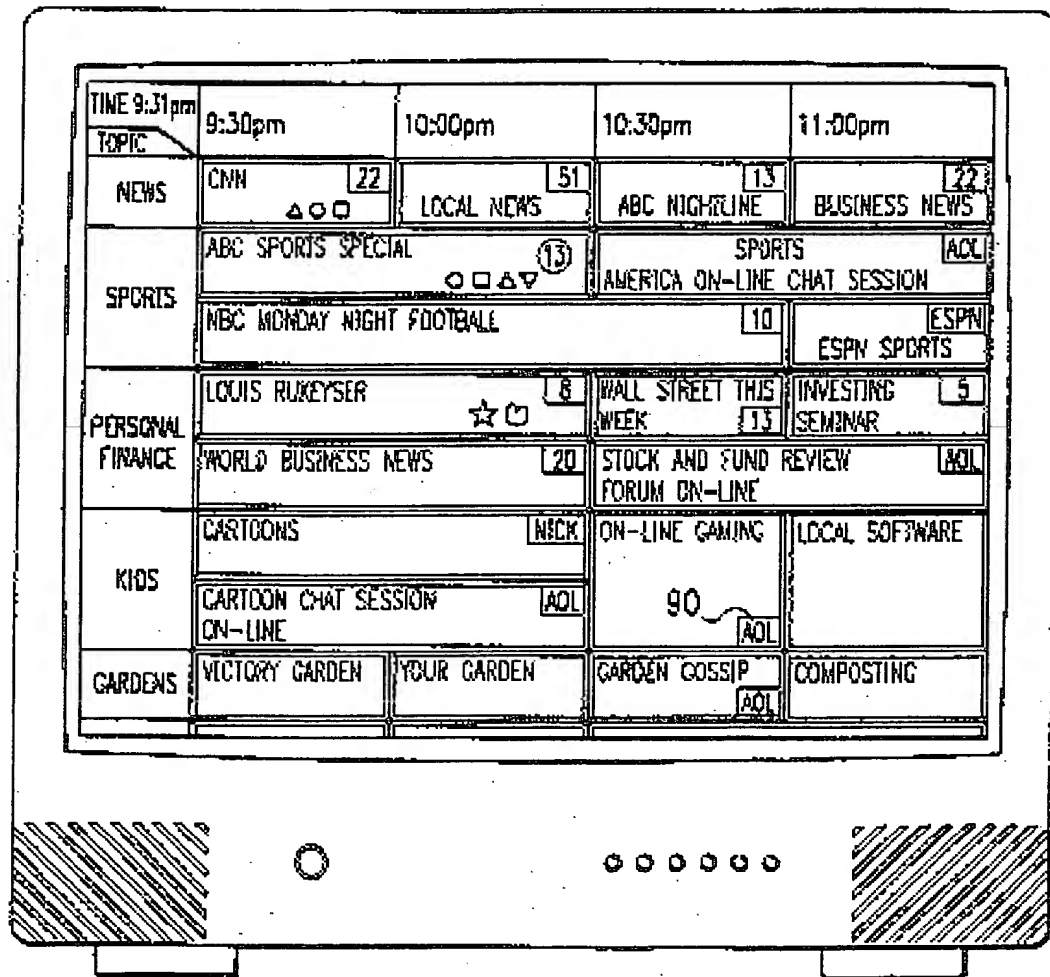 TIME 9:31pm
TOPIC
9:30pm 10:00pm 10:30pm 11:00pm
NEWS
CNN 22
51
LOCAL NEWS
13
ABC NIGHTLINE
22
BUSINESS NEWS
SPORTS
ABC SPORTS SPECIAL 13
SPORTS AOL
AMERICA ON-LINE CHAT SESSION
NBC MONDAY NIGHT FOOTBALL 10
ESPN
ESPN SPORTS
PERSONAL
FINANCE
LOUIS RUKEYSER 8
WALL STREET THIS
WEEK 13
INVESTING 5
SEMINAR
WORLD BUSINESS NEWS 20
STOCK AND FUND REVIEW AOL
FORUM ON-LINE
KIDS
CARTOONS NICK
CARTOON CHAT SESSION AOL
ON-LINE
ON-LINE GAMING
90
AOL
LOCAL SOFTWARE
GARDENS
VICTORY GARDEN
YOUR GARDEN
GARDEN GOSSIP
AOL
COMPOSTING